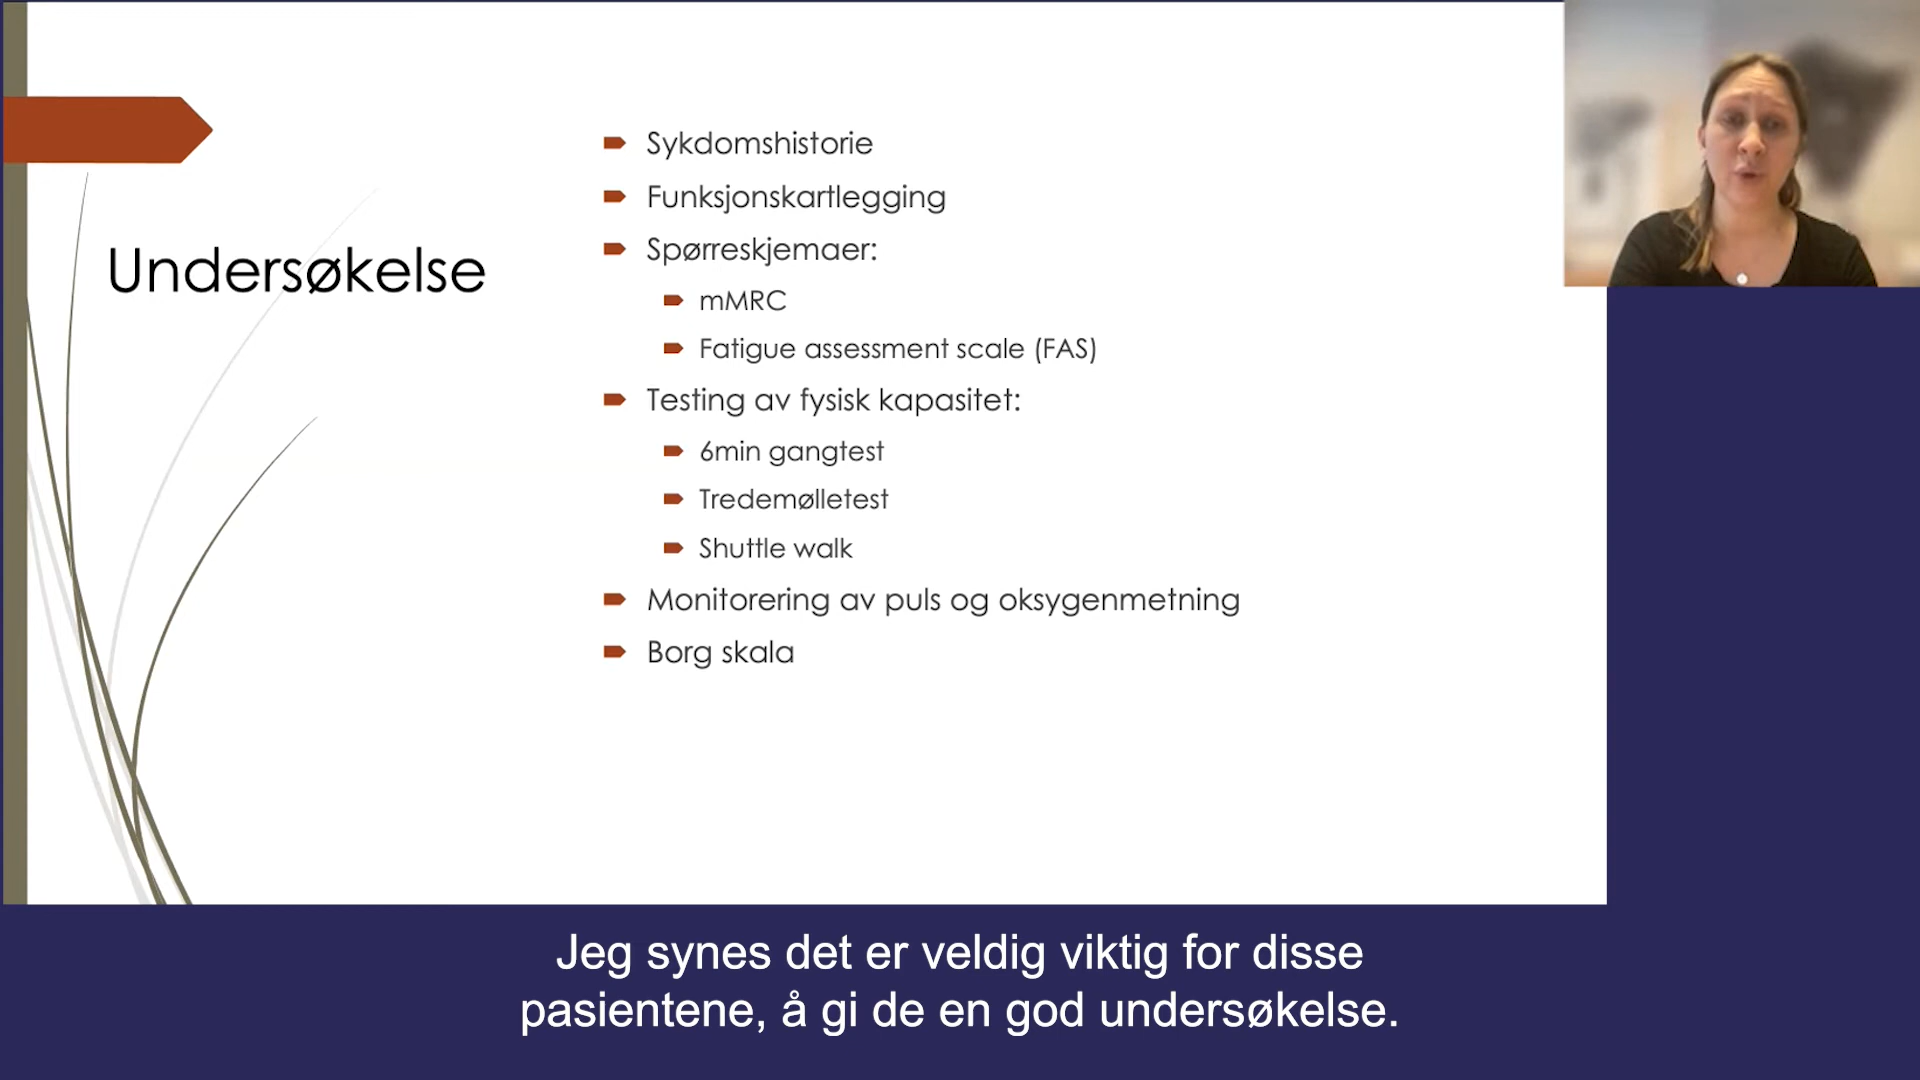 Undersøkelse
Sykdomshistorie
Funksjonskartlegging
Spørreskjemaer:
mMRC
Fatigue assessment scale (FAS)
Testing av fysisk kapasitet:
6min gangtest
Tredemølletest
Shuttle walk
Monitorering av puls og oksygenmetning
Borg skala
Jeg synes det er veldig viktig for disse
pasientene, å gi de en god undersøkelse.